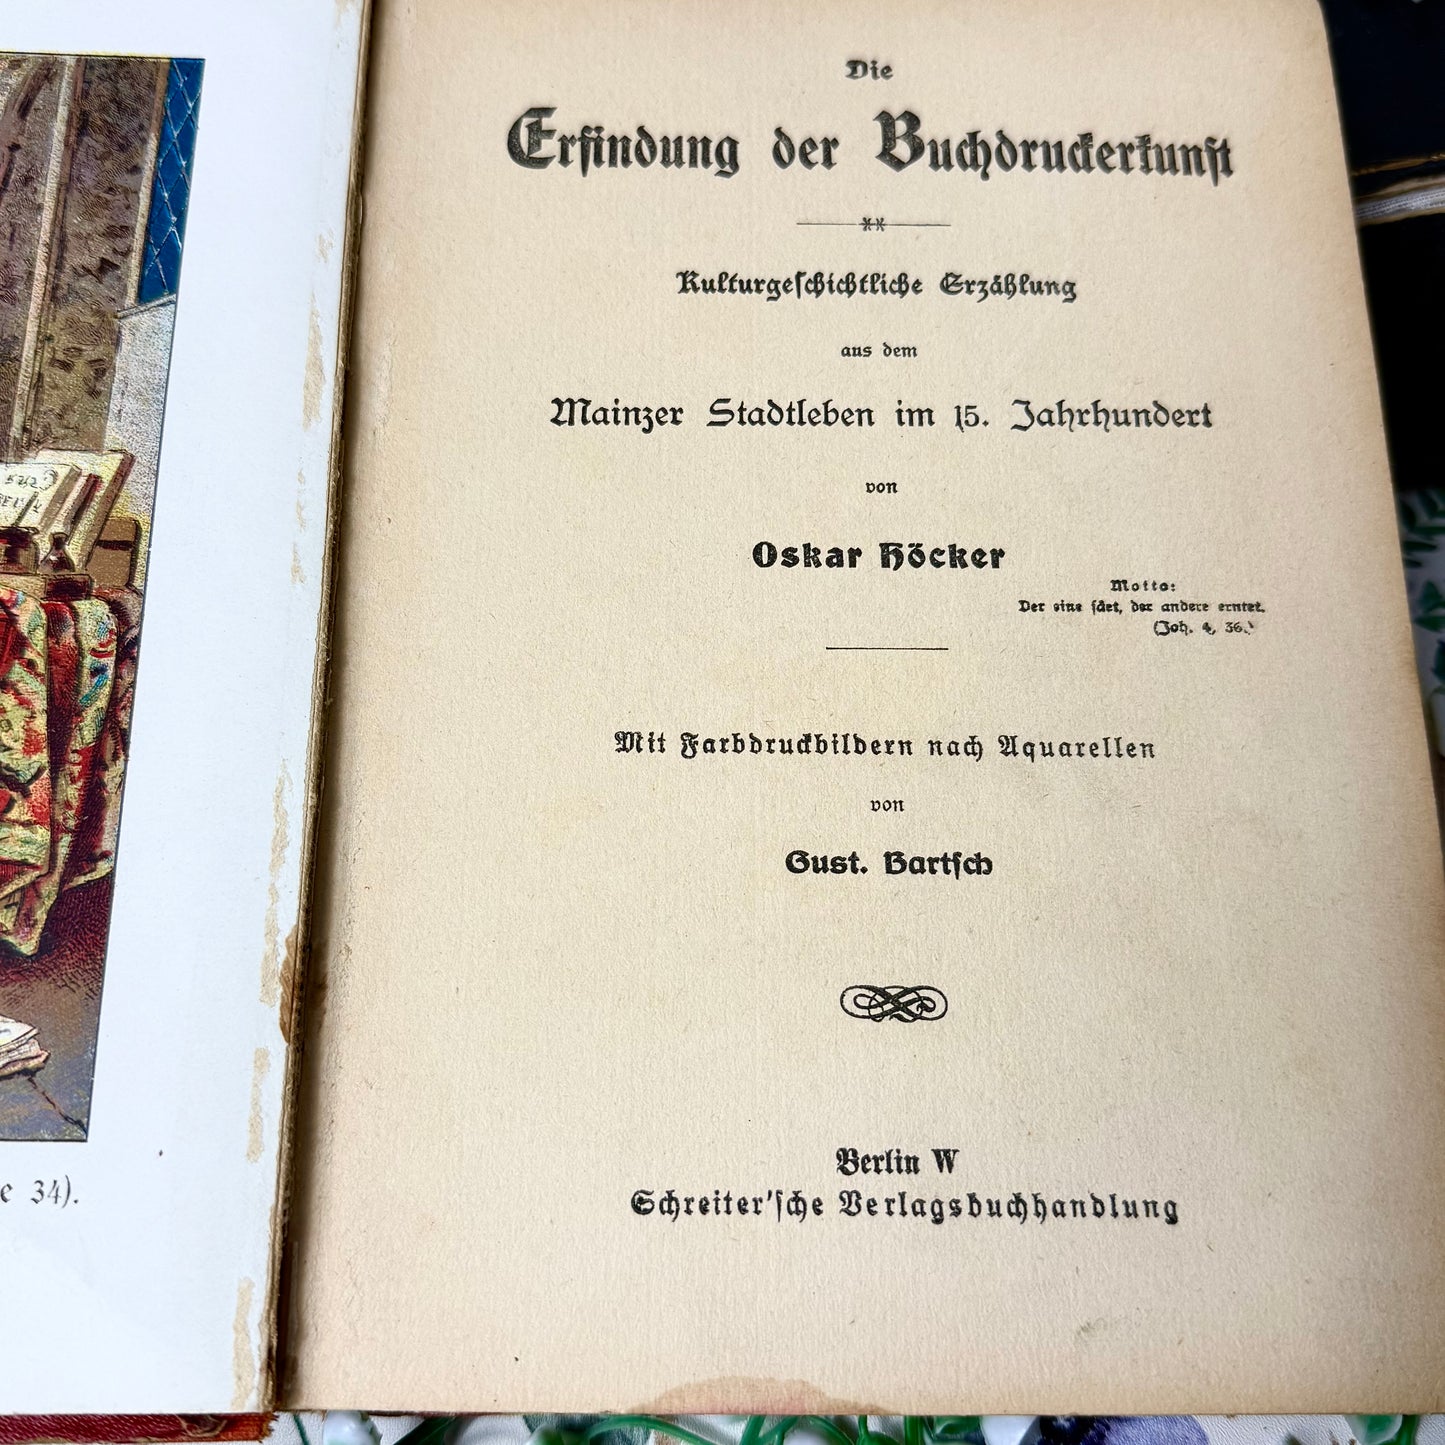 Die
Erfindung der Buchdruckerkunst
Kulturgeschichtliche Erzählung
aus dem
Mainzer Stadtleben im 15. Jahrhundert
von
Oskar Höcker
Motto:
Der eine säet, der andere erntet.
(Joh. 4, 36.)
Mit Farbdruckbildern nach Aquarellen
von
Gust. Bartsch
Berlin W
Schreiter'sche Verlagsbuchhandlung
e 34).